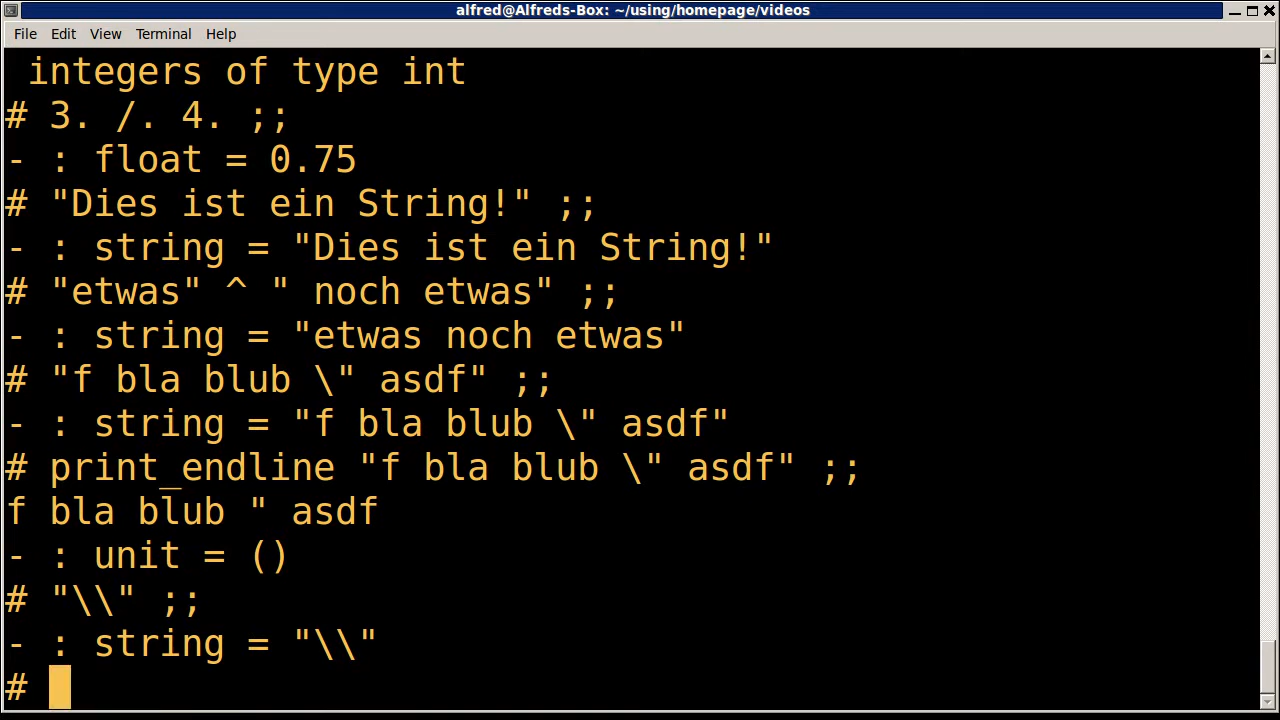 alfred@Alfreds-Box: ~/using/homepage/videos
File Edit View Terminal Help
integers of type int
# 3. /. 4. ;;
- : float = 0.75
# "Dies ist ein String!" ;;
- : string = "Dies ist ein String!"
# "etwas" ^ " noch etwas" ;;
- : string = "etwas noch etwas"
# "f bla blub \" asdf" ;;
- : string = "f bla blub \" asdf"
# print_endline "f bla blub \" asdf" ;;
f bla blub " asdf
- : unit = ()
# "\\" ;;
- : string = "\\"
#